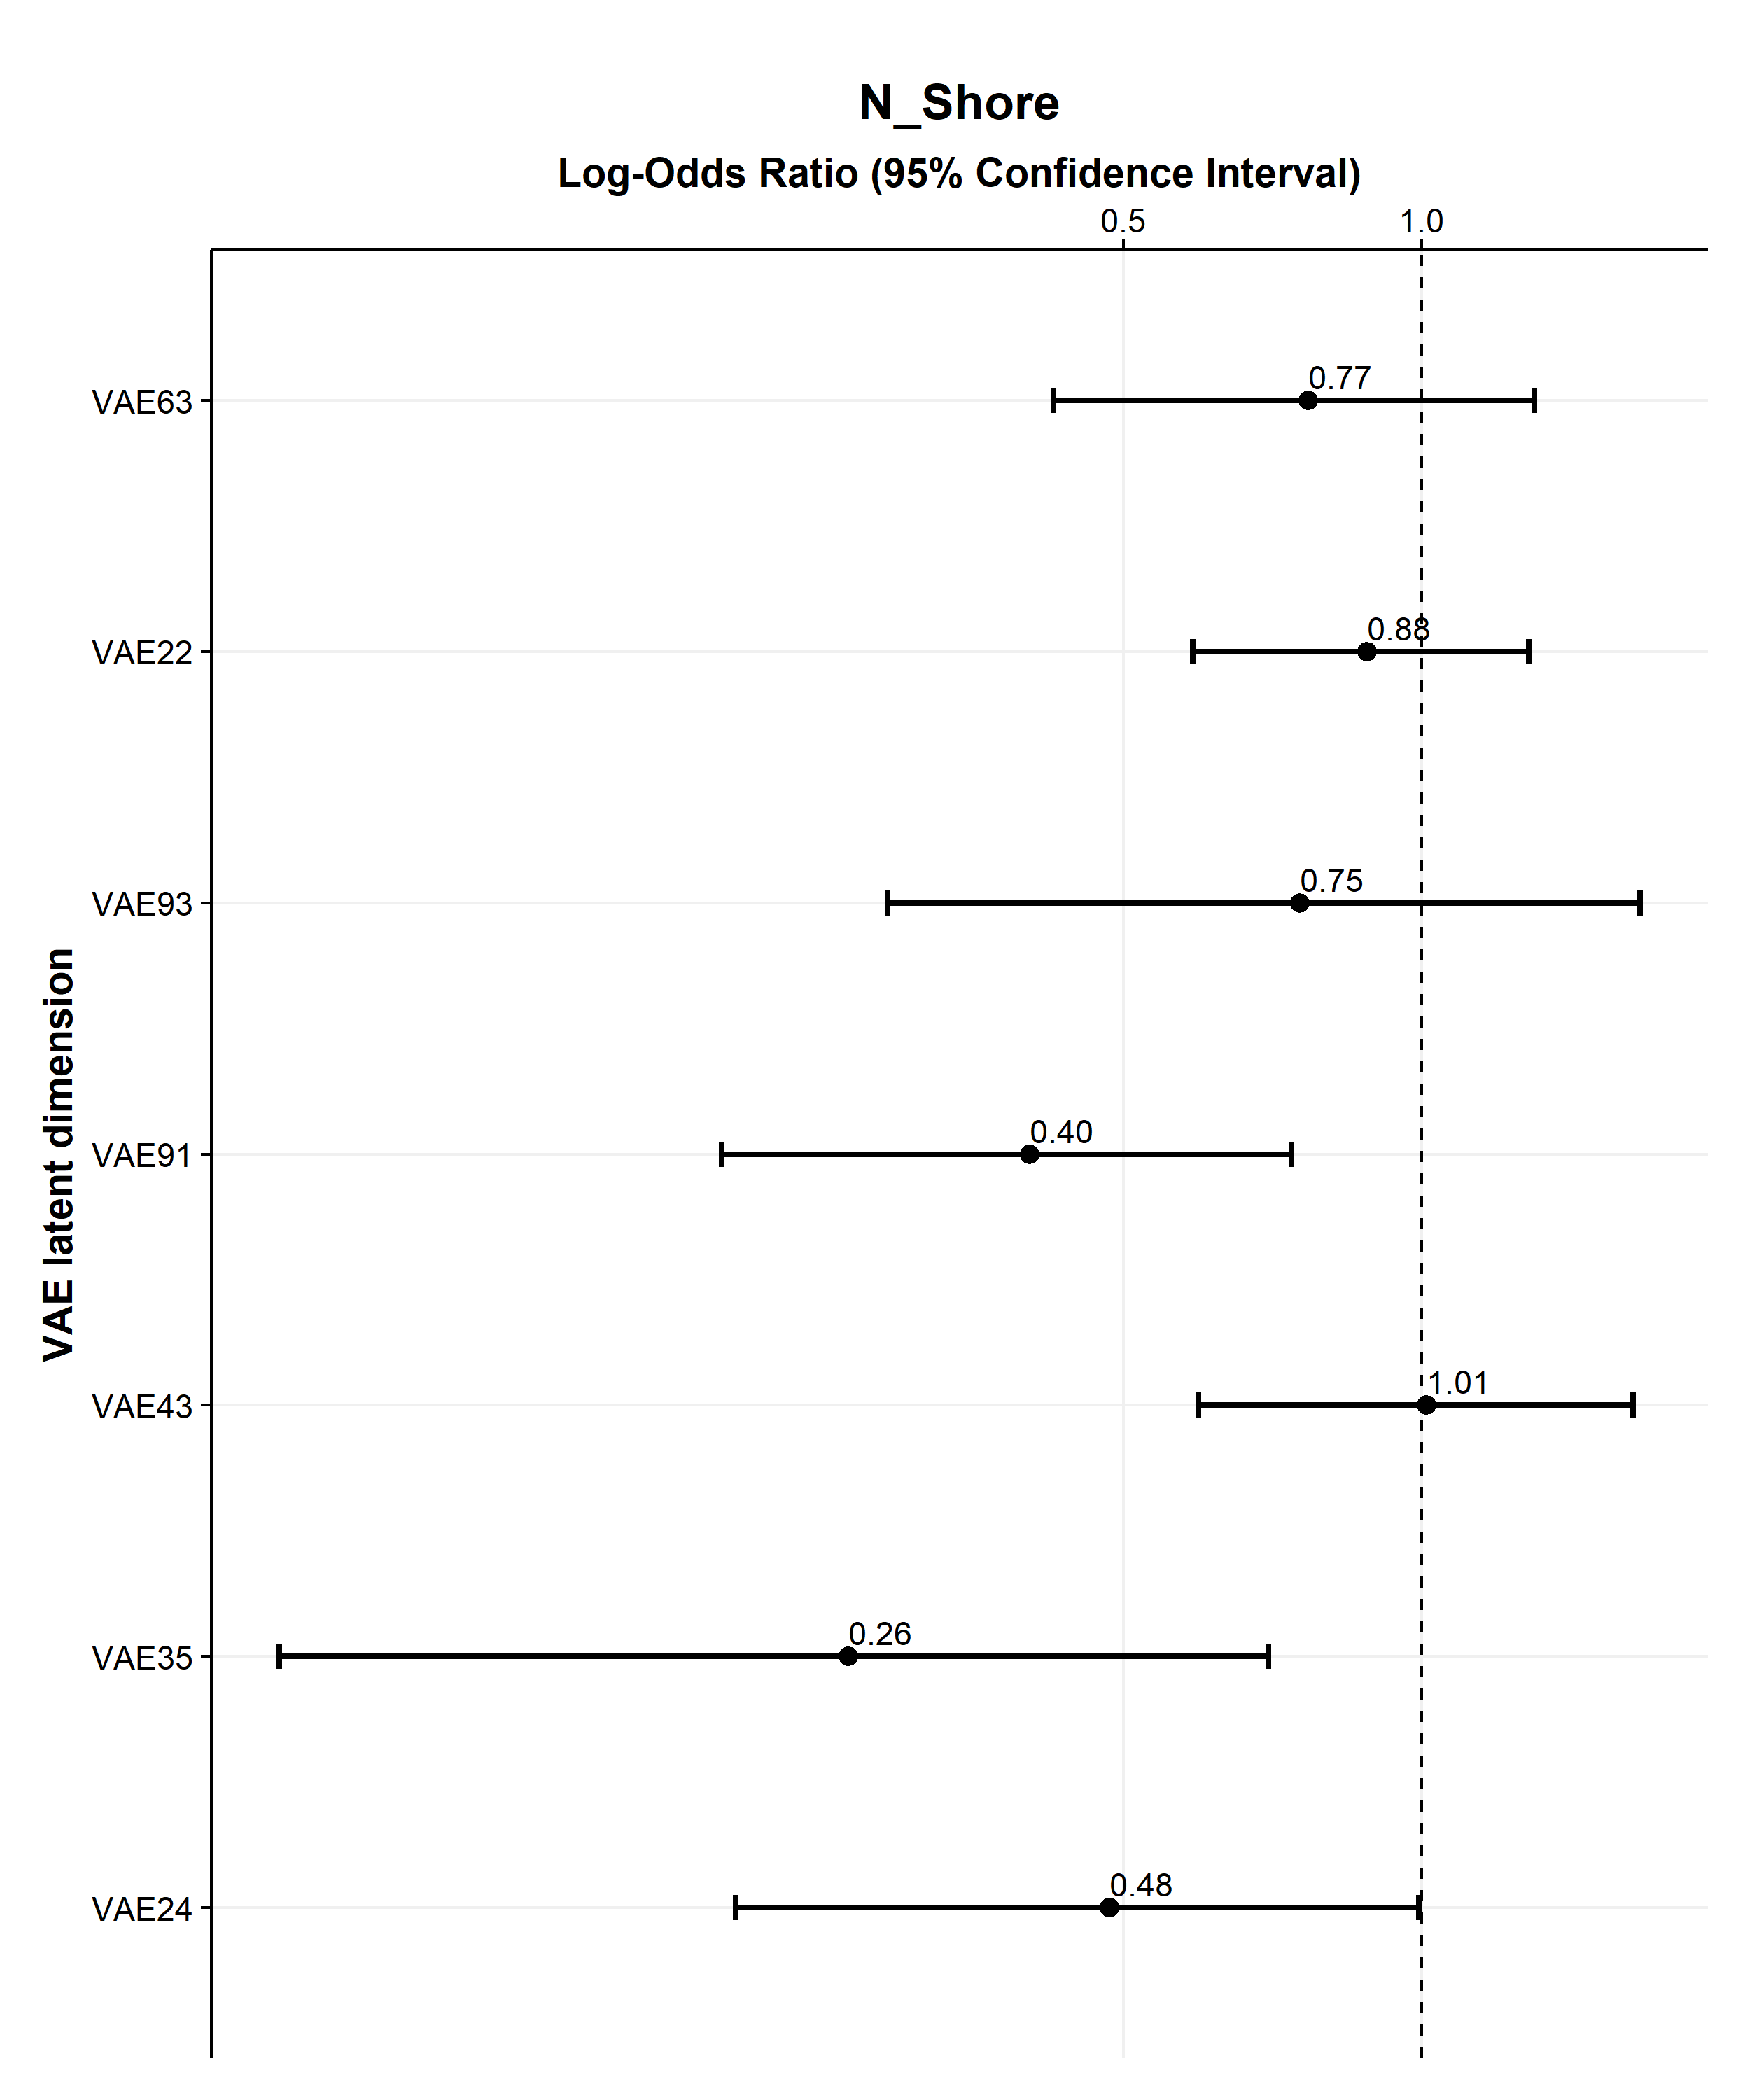 N_Shore
Log-Odds Ratio (95% Confidence Interval)
0.5 1.0
VAE63 0.77
VAE22 0.88
VAE93 0.75
VAE latent dimension
VAE91 0.40
VAE43 1.01
VAE35 0.26
VAE24 0.48